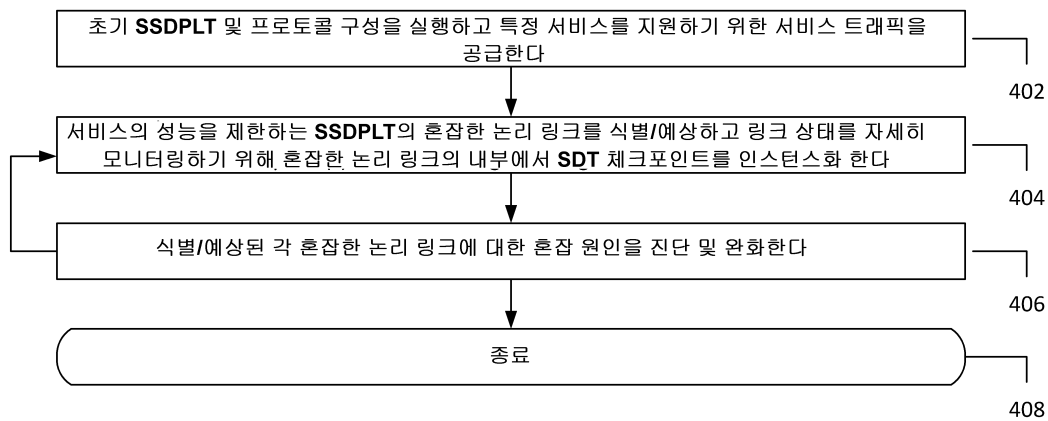 초기 SSDPLT 및 프로토콜 구성을 실행하고 특정 서비스를 지원하기 위한 서비스 트래픽을
공급한다
402
서비스의 성능을 제한하는 SSDPLT의 혼잡한 논리 링크를 식별/예상하고 링크 상태를 자세히
모니터링하기 위해 혼잡한 논리 링크의 내부에서 SDT 체크포인트를 인스턴스화 한다
404
식별/예상된 각 혼잡한 논리 링크에 대한 혼잡 원인을 진단 및 완화한다
406
종료
408